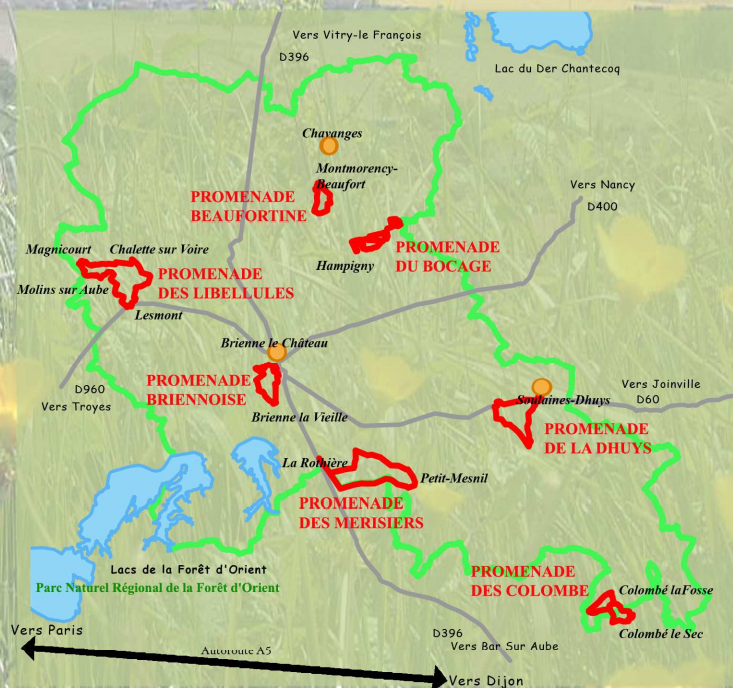 Vers Vitry-le François
D396
Lac du Der Chantecoq
Chavanges
Montmorency-
Beaufort
PROMENADE
BEAUFORTINE
Vers Nancy
D400
PROMENADE
DU BOCAGE
Hampigny
Magnicourt
Chalette sur Voire
PROMENADE
DES LIBELLULES
Molins sur Aube
Lesmont
Brienne le Château
PROMENADE
BRIENNOISE
D960
Vers Troyes
Brienne la Vieille
Vers Joinville
D60
Soulaines-Dhuys
PROMENADE
DE LA DHUYS
La Rothière
Petit-Mesnil
PROMENADE
DES MERISIERS
Lacs de la Forêt d'Orient
Parc Naturel Régional de la Forêt d'Orient
PROMENADE
DES COLOMBE
Colombé laFosse
Colombé le Sec
Vers Paris
Autoroute A5
D396
Vers Bar Sur Aube
Vers Dijon